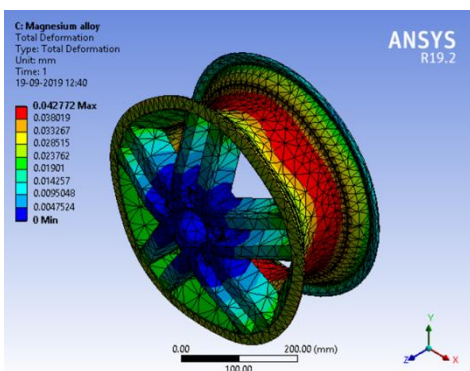 C: Magnesium alloy
Total Deformation
Type: Total Deformation
Unit: mm
Time: 1
19-09-2019 12:40
0.042772 Max
0.038019
0.033267
0.028515
0.023762
0.01901
0.014257
0.0095048
0.0047524
0 Min
ANSYS
R19.2
0.00
200.00 (mm)
100.00
Y
Z
X